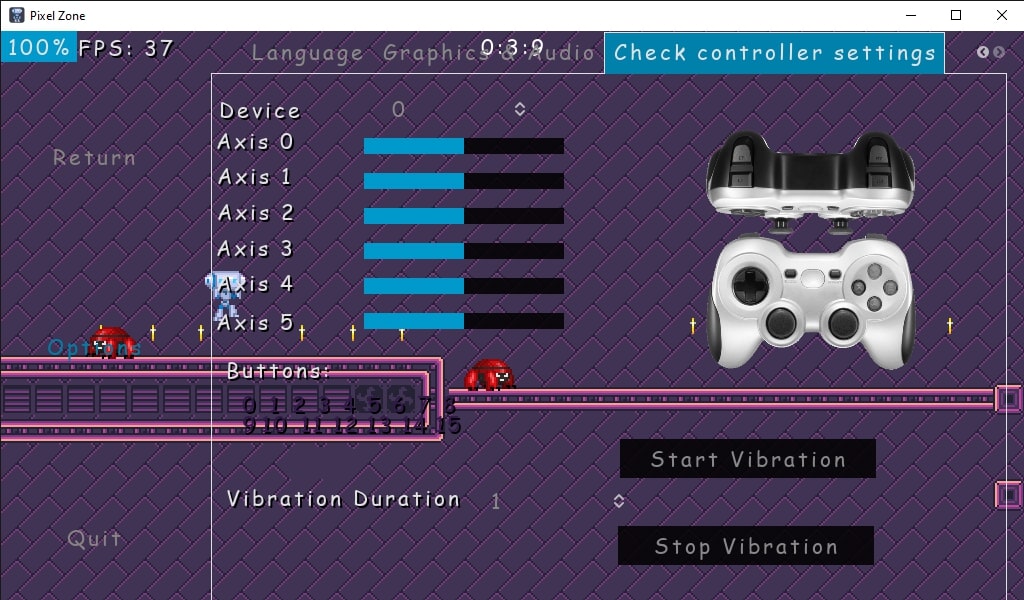 Pixel Zone
100% FPS: 37 0:3:9
Language Graphics & Audio Check controller settings
Device 0
Axis 0
Return
Axis 1
Axis 2
Axis 3
Axis 4
Axis 5
Options
Buttons:
0 1 2 3 4 5 6 7 8
9 10 11 12 13 14 15
Start Vibration
Vibration Duration 1
Quit
Stop Vibration